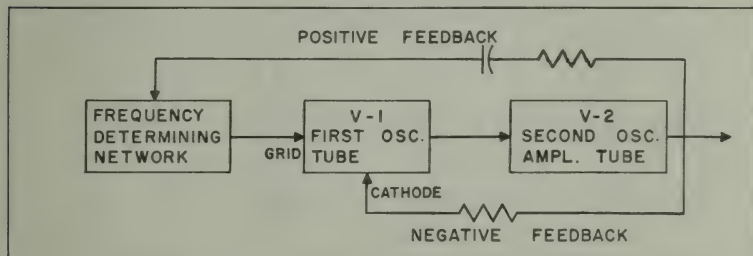 POSITIVE FEEDBACK
FREQUENCY
DETERMINING
NETWORK
GRID
V-1
FIRST OSC.
TUBE
V-2
SECOND OSC.
AMPL. TUBE
CATHODE
NEGATIVE FEEDBACK